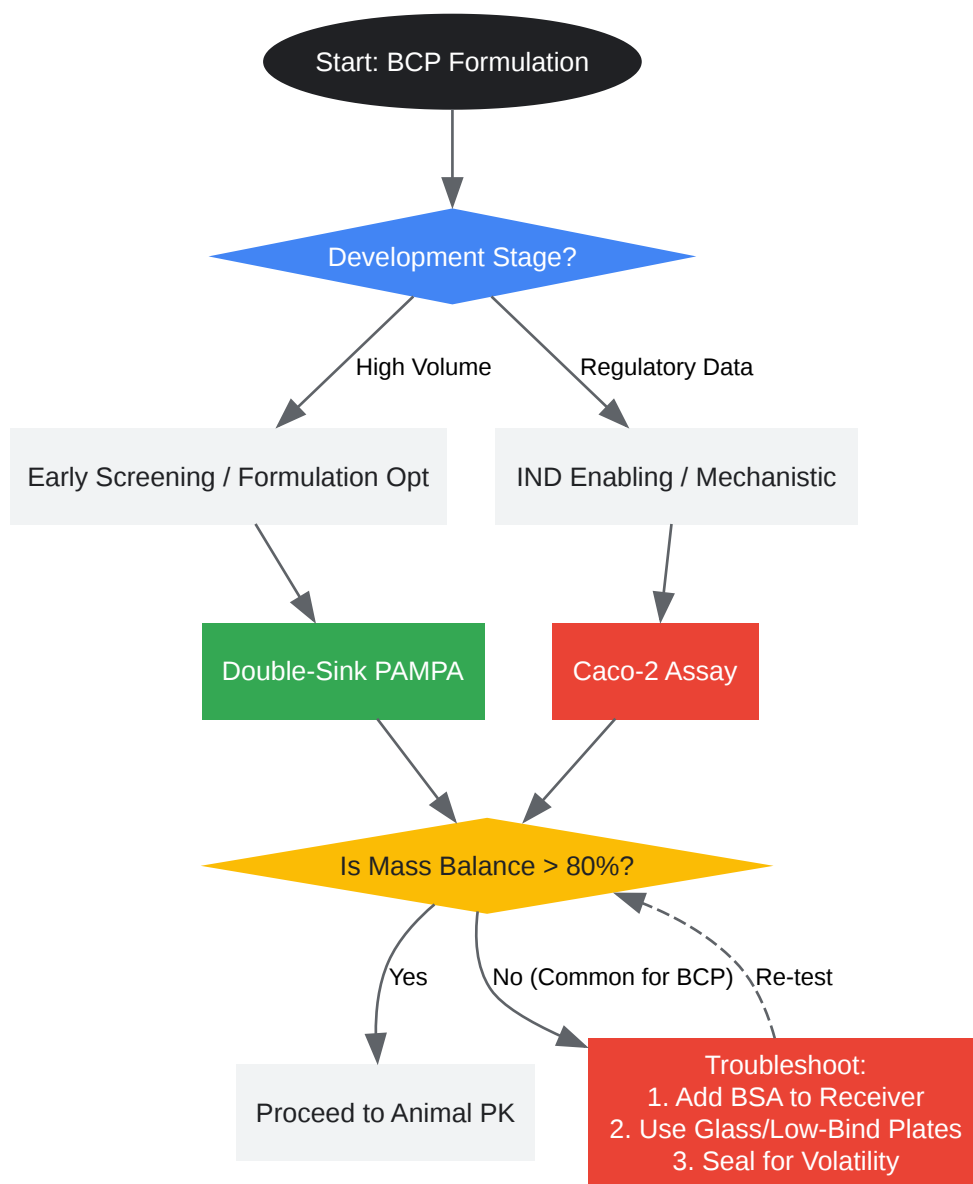 Start: BCP Formulation
Development Stage?
High Volume
Regulatory Data
Early Screening / Formulation Opt
IND Enabling / Mechanistic
Double-Sink PAMPA
Caco-2 Assay
Is Mass Balance > 80%?
Yes
No (Common for BCP)
Re-test
Proceed to Animal PK
Troubleshoot:
1. Add BSA to Receiver
2. Use Glass/Low-Bind Plates
3. Seal for Volatility